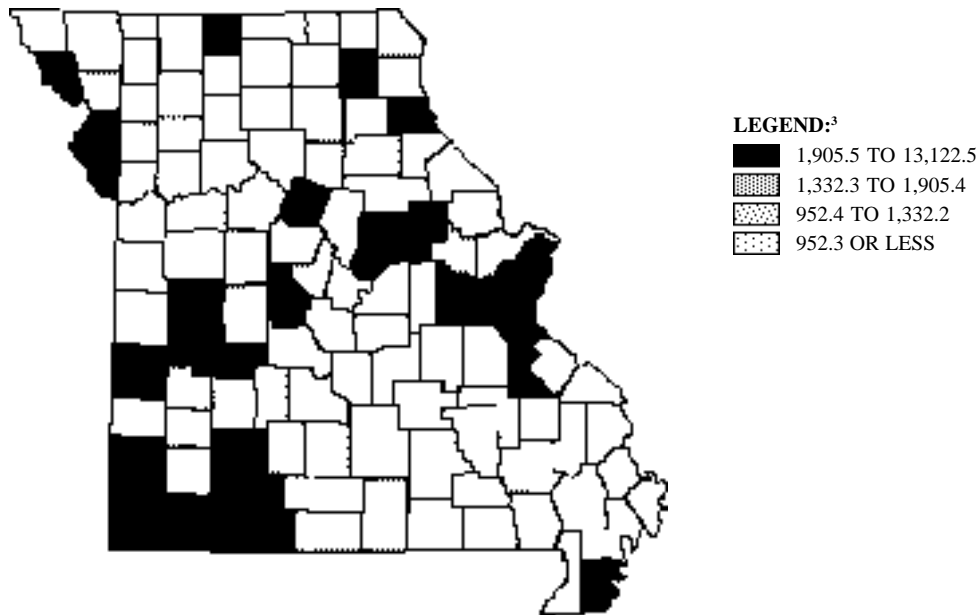 LEGEND:³
1,905.5 TO 13,122.5
1,332.3 TO 1,905.4
952.4 TO 1,332.2
952.3 OR LESS